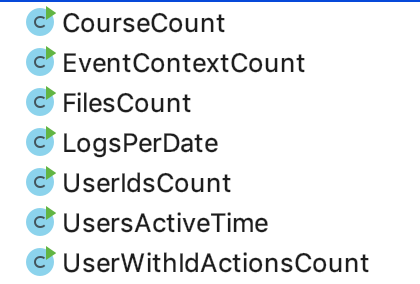 C CourseCount
C EventContextCount
C FilesCount
C LogsPerDate
C UserIdsCount
C UsersActiveTime
C UserWithIdActionsCount